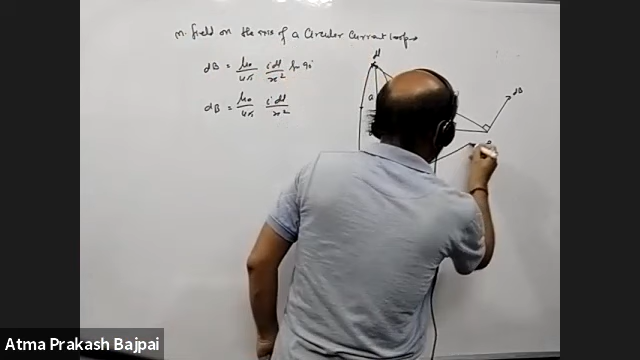 M. field on the axis of a Circular Current loop
dB = μ₀/4π idl/x² Sin 90°
dB = μ₀/4π idl/x²
dl
a
dB
Atma Prakash Bajpai